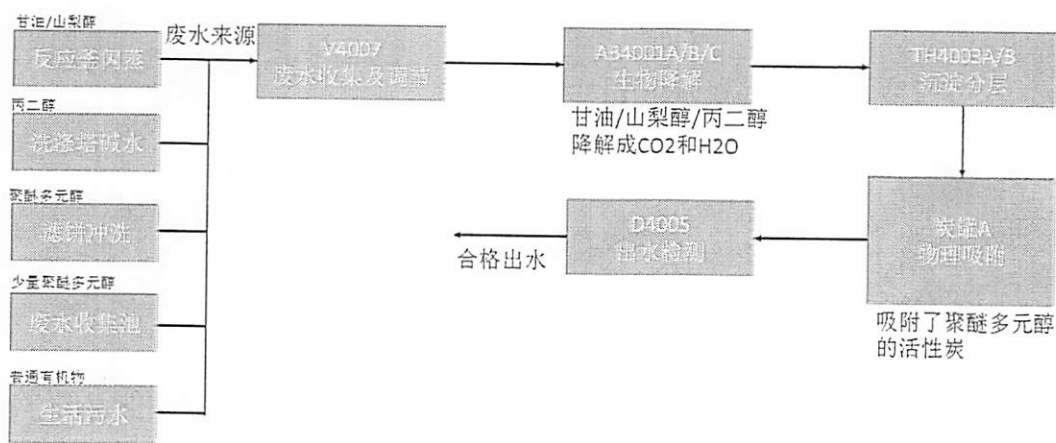 甘油/山梨醇
反应釜闪蒸
丙二醇
洗涤塔碱水
聚醚多元醇
滤饼冲洗
少量聚醚多元醇
废水收集池
普通有机物
生活污水
废水来源
V4007
废水收集及调节
AB4001A/B/C
生物降解
甘油/山梨醇/丙二醇
降解成CO2和H2O
TH4003A/B
沉淀分层
炭罐A
物理吸附
吸附了聚醚多元醇
的活性炭
D4005
出水检测
合格出水